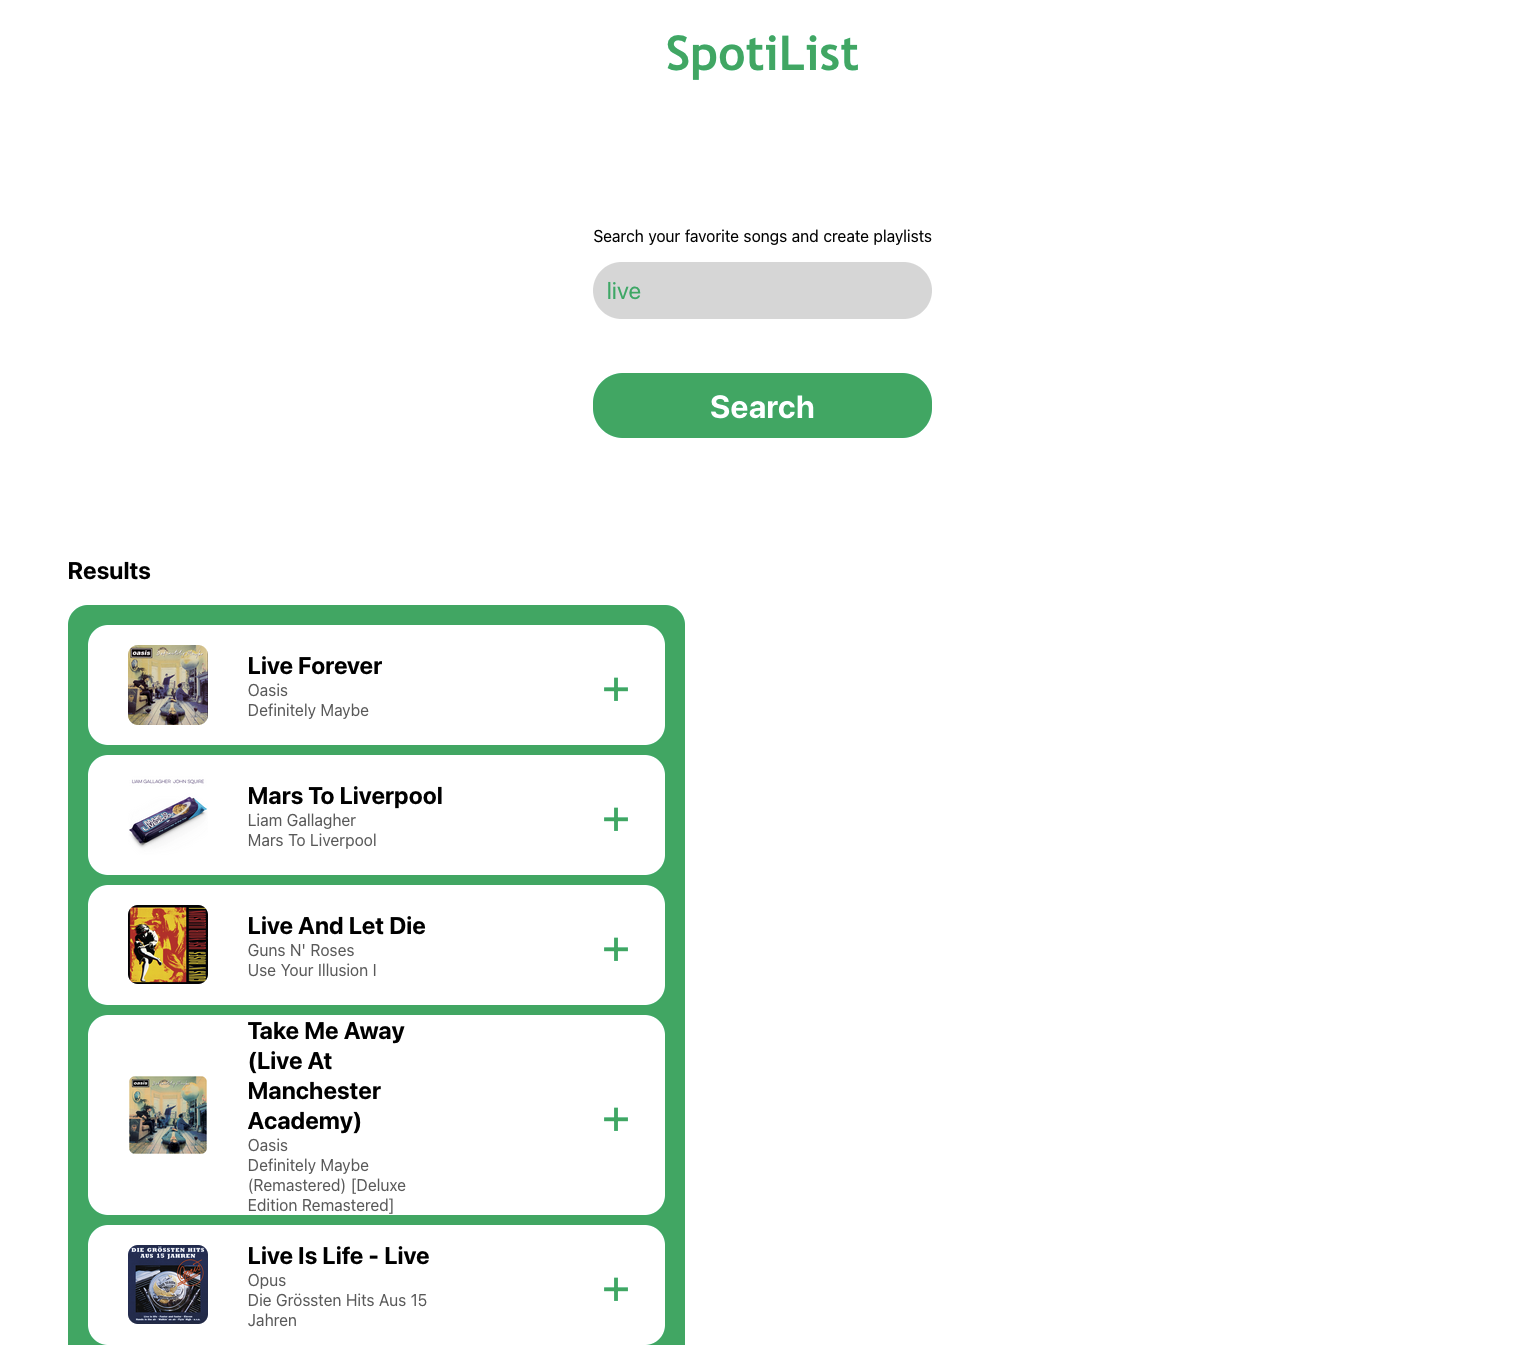 SpotiList
Search your favorite songs and create playlists
live
Search
Results
oasis
Live Forever
Oasis
Definitely Maybe
+
LIAM GALLAGHER JOHN SQUIRE
Mars To Liverpool
Liam Gallagher
Mars To Liverpool
+
Live And Let Die
Guns N' Roses
Use Your Illusion I
+
oasis
Take Me Away
(Live At
Manchester
Academy)
Oasis
Definitely Maybe
(Remastered) [Deluxe
Edition Remastered]
+
DIE GRÖSSTEN HITS
AUS 15 JAHREN
Live Is Life - Live
Opus
Die Grössten Hits Aus 15
Jahren
+